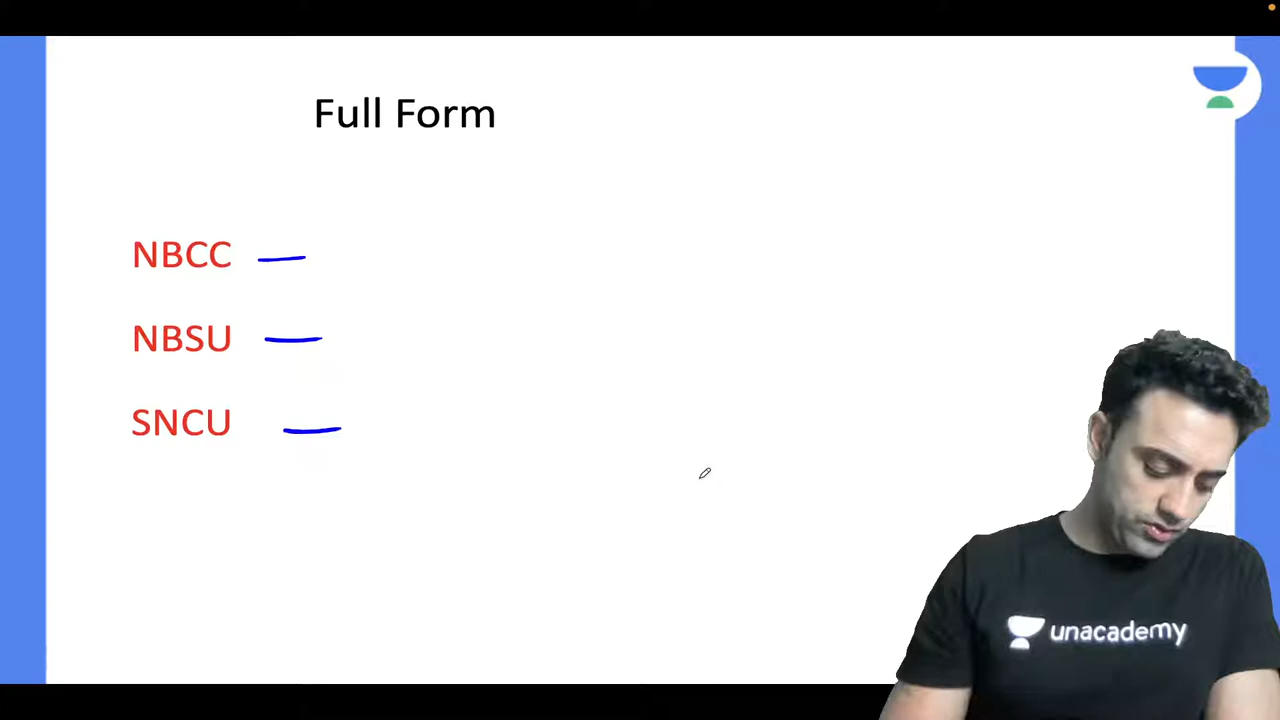 Full Form
NBCC —
NBSU —
SNCU —
unacademy